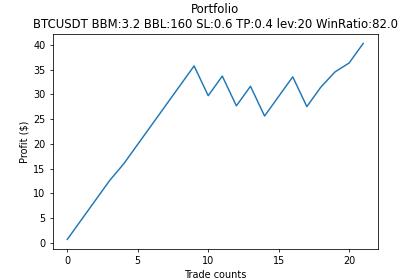 Portfolio
BTCUSDT BBM:3.2 BBL:160 SL:0.6 TP:0.4 lev:20 WinRatio:82.0
40
35
30
25
20
15
10
5
0
Profit ($)
0 5 10 15 20
Trade counts